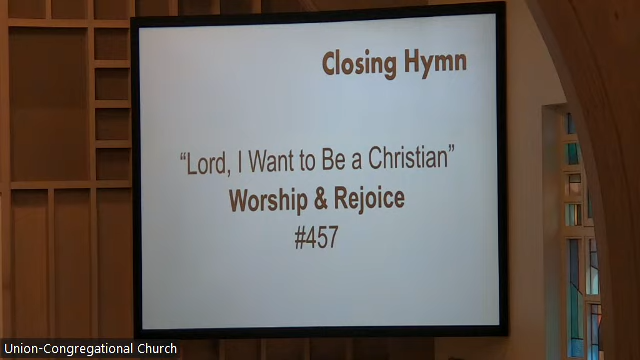 Closing Hymn
“Lord, I Want to Be a Christian”
Worship & Rejoice
#457
Union-Congregational Church